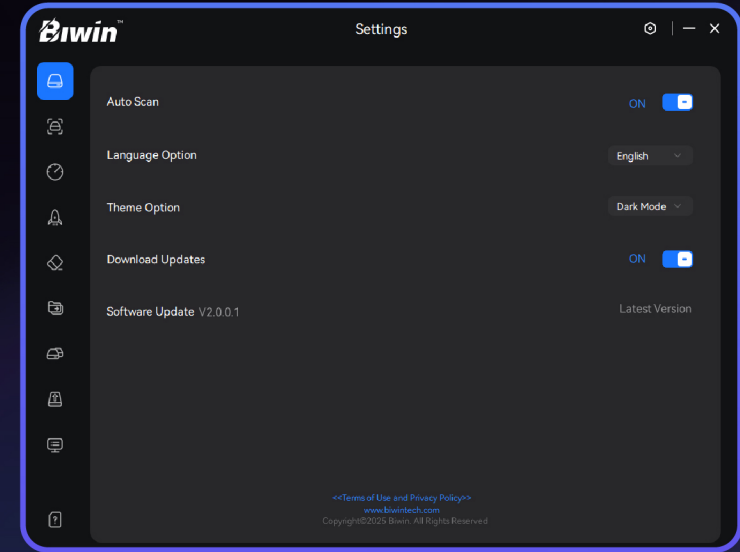 Biwin™
Settings
Auto Scan
ON
Language Option
English
Theme Option
Dark Mode
Download Updates
ON
Software Update V2.0.0.1
Latest Version
<<Terms of Use and Privacy Policy>>
www.biwintech.com
Copyright©2025 Biwin. All Rights Reserved